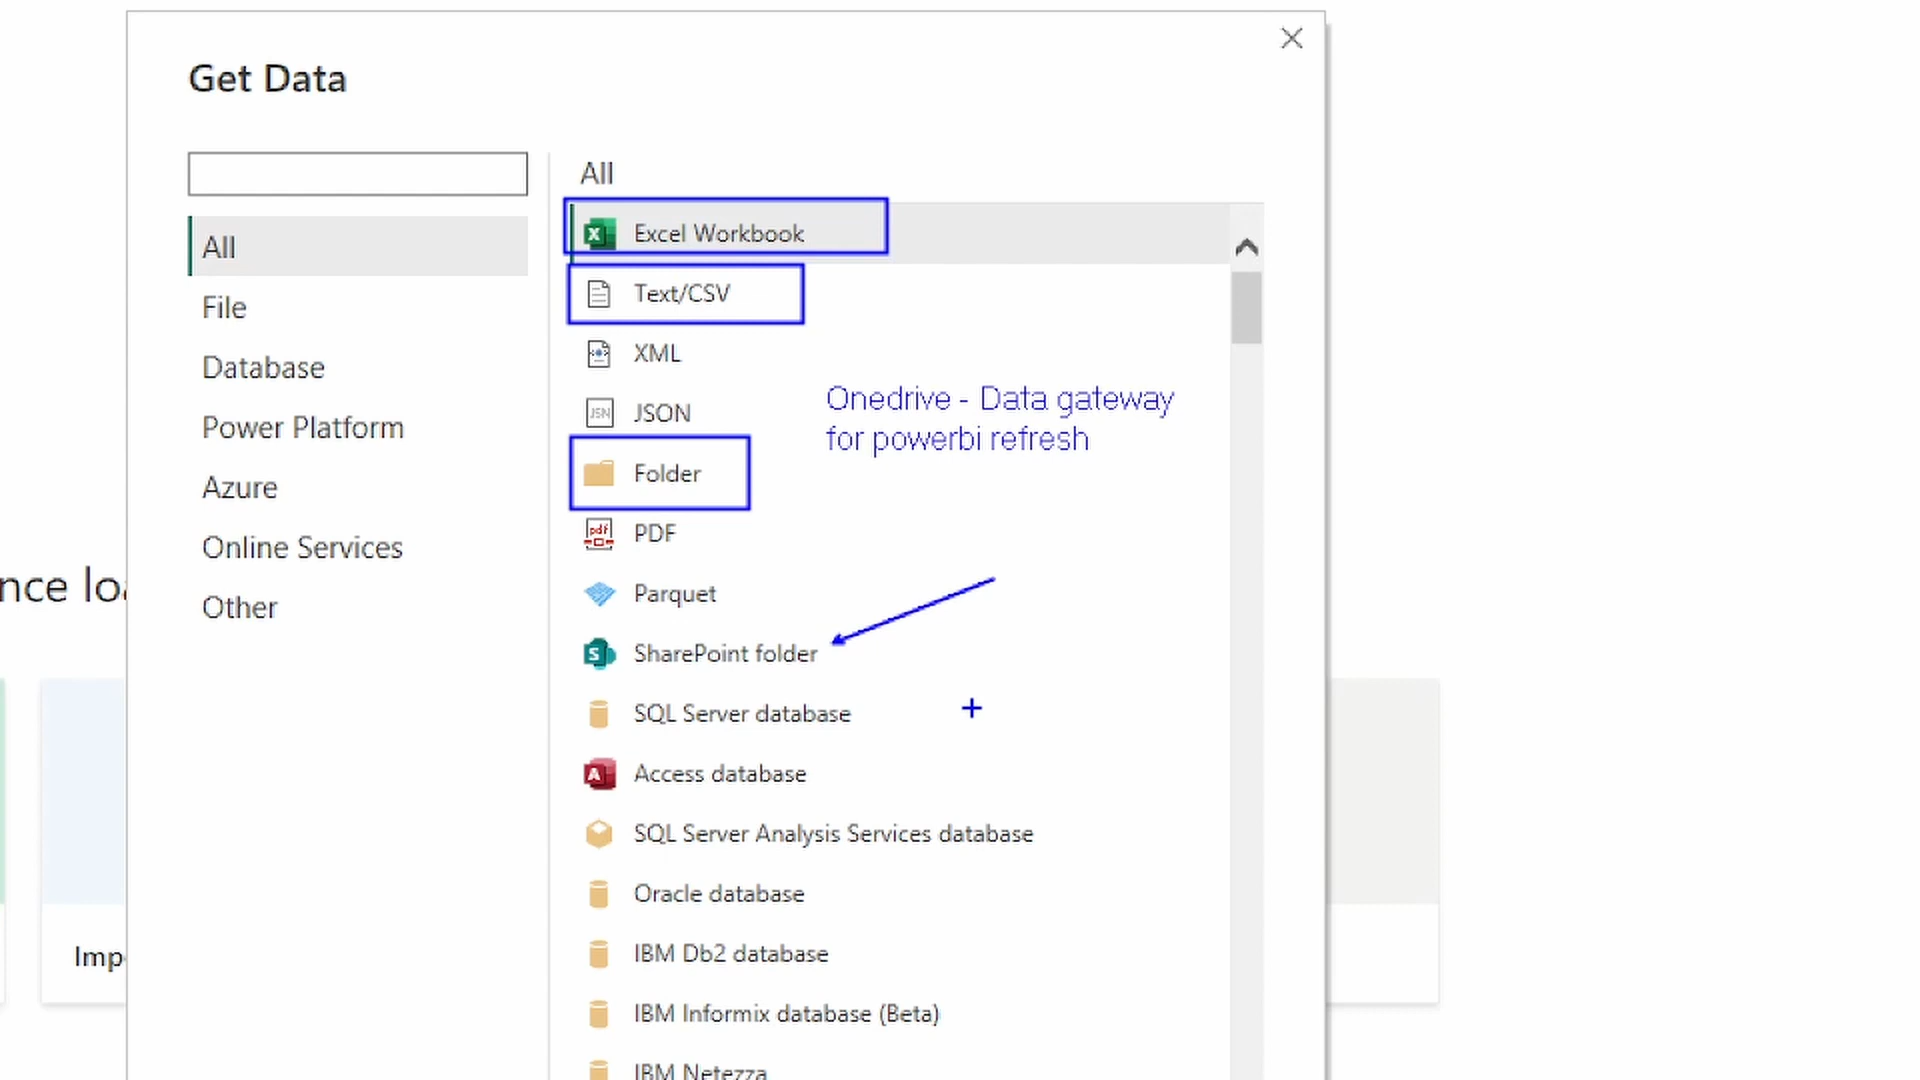 Get Data
All
File
Database
Power Platform
Azure
Online Services
Other
All
Excel Workbook
Text/CSV
XML
JSON
Folder
PDF
Parquet
SharePoint folder
SQL Server database
Access database
SQL Server Analysis Services database
Oracle database
IBM Db2 database
IBM Informix database (Beta)
IBM Netezza
Onedrive - Data gateway
for powerbi refresh
nce loa
Imp